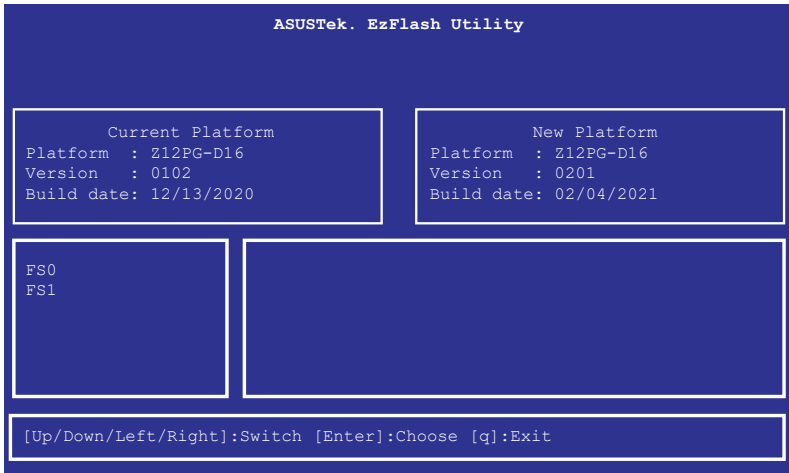 ASUSTek. EzFlash Utility
Current Platform
Platform : Z12PG-D16
Version : 0102
Build date: 12/13/2020
New Platform
Platform : Z12PG-D16
Version : 0201
Build date: 02/04/2021
FS0
FS1
[Up/Down/Left/Right]:Switch [Enter]:Choose [q]:Exit